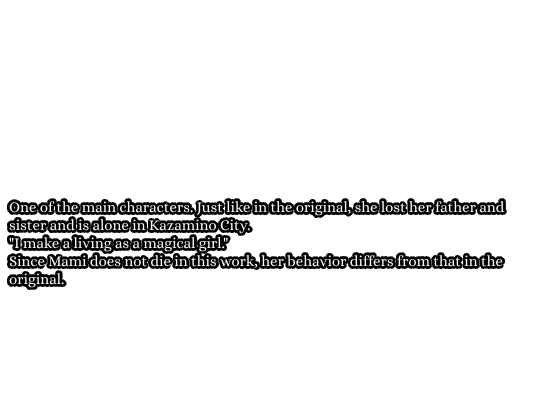 One of the main characters. Just like in the original, she lost her father and
sister and is alone in Kazamino City.
"I make a living as a magical girl."
Since Mami does not die in this work, her behavior differs from that in the
original.